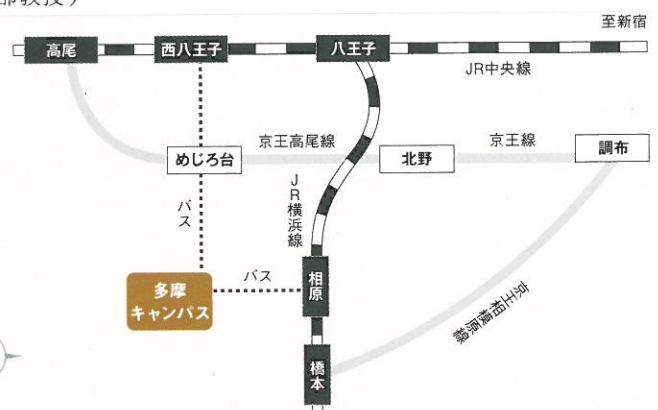 部教授)
至新宿
高尾
西八王子
八王子
JR中央線
京王高尾線
京王線
めじろ台
北野
調布
JR横浜線
バス
バス
相原
多摩
キャンパス
京王相模原線
橋本